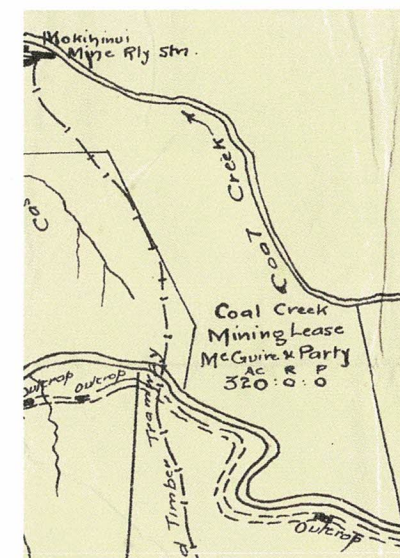 Mokihinui
Mine Rly Stn.
Coal Creek
Coal Creek
Mining Lease
McGuire & Party
AC R P
320 : 0 : 0
Outcrop
Outcrop
Tramway
Timber
Outcrop